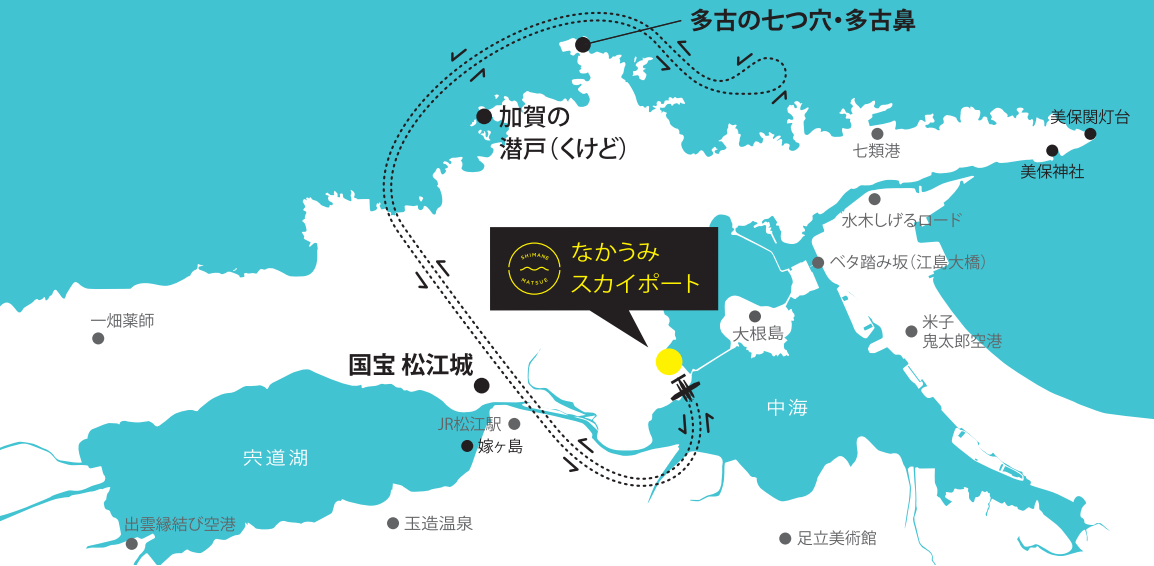 多古の七つ穴・多古鼻
加賀の
潜戸（くけど）
美保関灯台
七類港
美保神社
水木しげるロード
SHIMANE
MATSUE
なかうみ
スカイポート
ベタ踏み坂（江島大橋）
一畑薬師
大根島
米子
鬼太郎空港
国宝 松江城
中海
JR松江駅
嫁ヶ島
宍道湖
出雲縁結び空港
玉造温泉
足立美術館